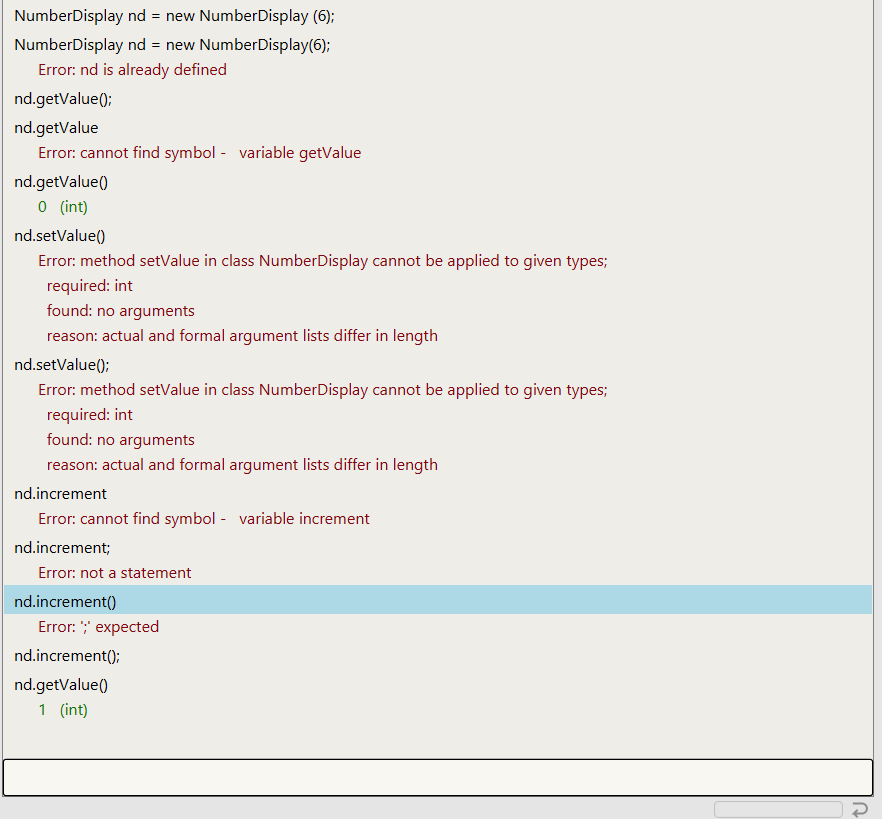 NumberDisplay nd = new NumberDisplay (6);
NumberDisplay nd = new NumberDisplay(6);
Error: nd is already defined
nd.getValue();
nd.getValue
Error: cannot find symbol -   variable getValue
nd.getValue()
0   (int)
nd.setValue()
Error: method setValue in class NumberDisplay cannot be applied to given types;
required: int
found: no arguments
reason: actual and formal argument lists differ in length
nd.setValue();
Error: method setValue in class NumberDisplay cannot be applied to given types;
required: int
found: no arguments
reason: actual and formal argument lists differ in length
nd.increment
Error: cannot find symbol -   variable increment
nd.increment;
Error: not a statement
nd.increment()
Error: ';' expected
nd.increment();
nd.getValue()
1   (int)